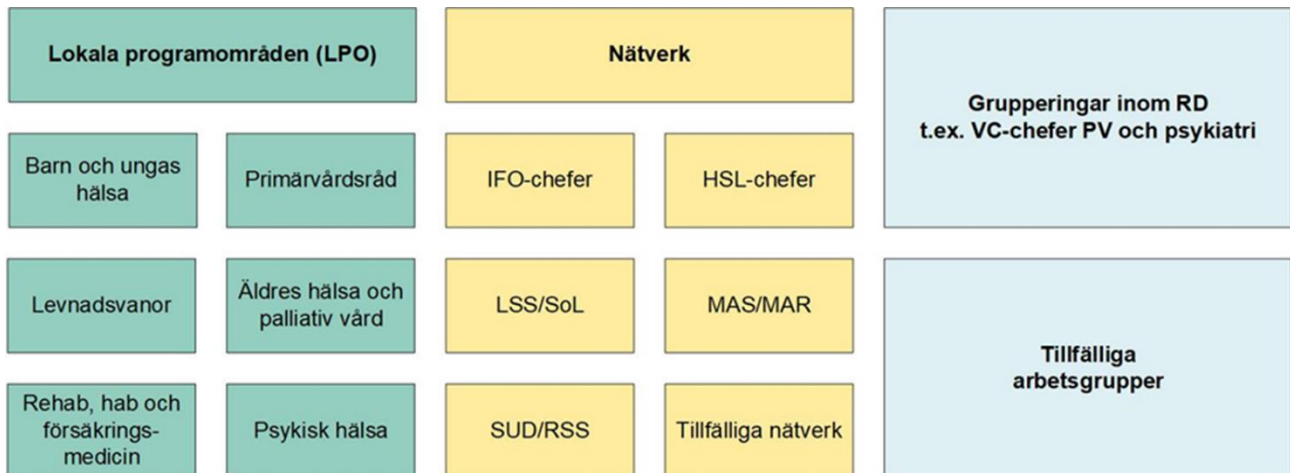 Lokala programområden (LPO)
Nätverk
Grupperingar inom RD
t.ex. VC-chefer PV och psykiatri
Barn och ungas
hälsa
Primärvårdsråd
IFO-chefer
HSL-chefer
Levnadsvanor
Äldres hälsa och
palliativ vård
LSS/SoL
MAS/MAR
Tillfälliga
arbetsgrupper
Rehab, hab och
försäkrings-
medicin
Psykisk hälsa
SUD/RSS
Tillfälliga nätverk